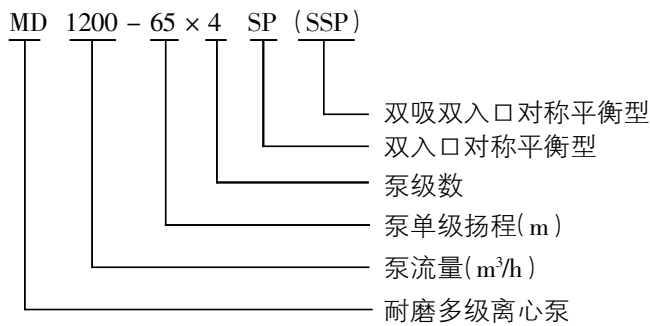 MD 1200-65×4 SP(SSP)
双吸双入口对称平衡型
双入口对称平衡型
泵级数
泵单级扬程(m)
泵流量(m³/h)
耐磨多级离心泵